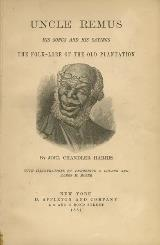 UNCLE REMUS
HIS SONGS AND HIS SAYINGS
THE FOLK-LORE OF THE OLD PLANTATION
BY JOEL CHANDLER HARRIS
WITH ILLUSTRATIONS BY FREDERICK S. CHURCH AND
JAMES H. MOSER
NEW YORK
D. APPLETON AND COMPANY
1, 3, AND 5 BOND STREET
1881